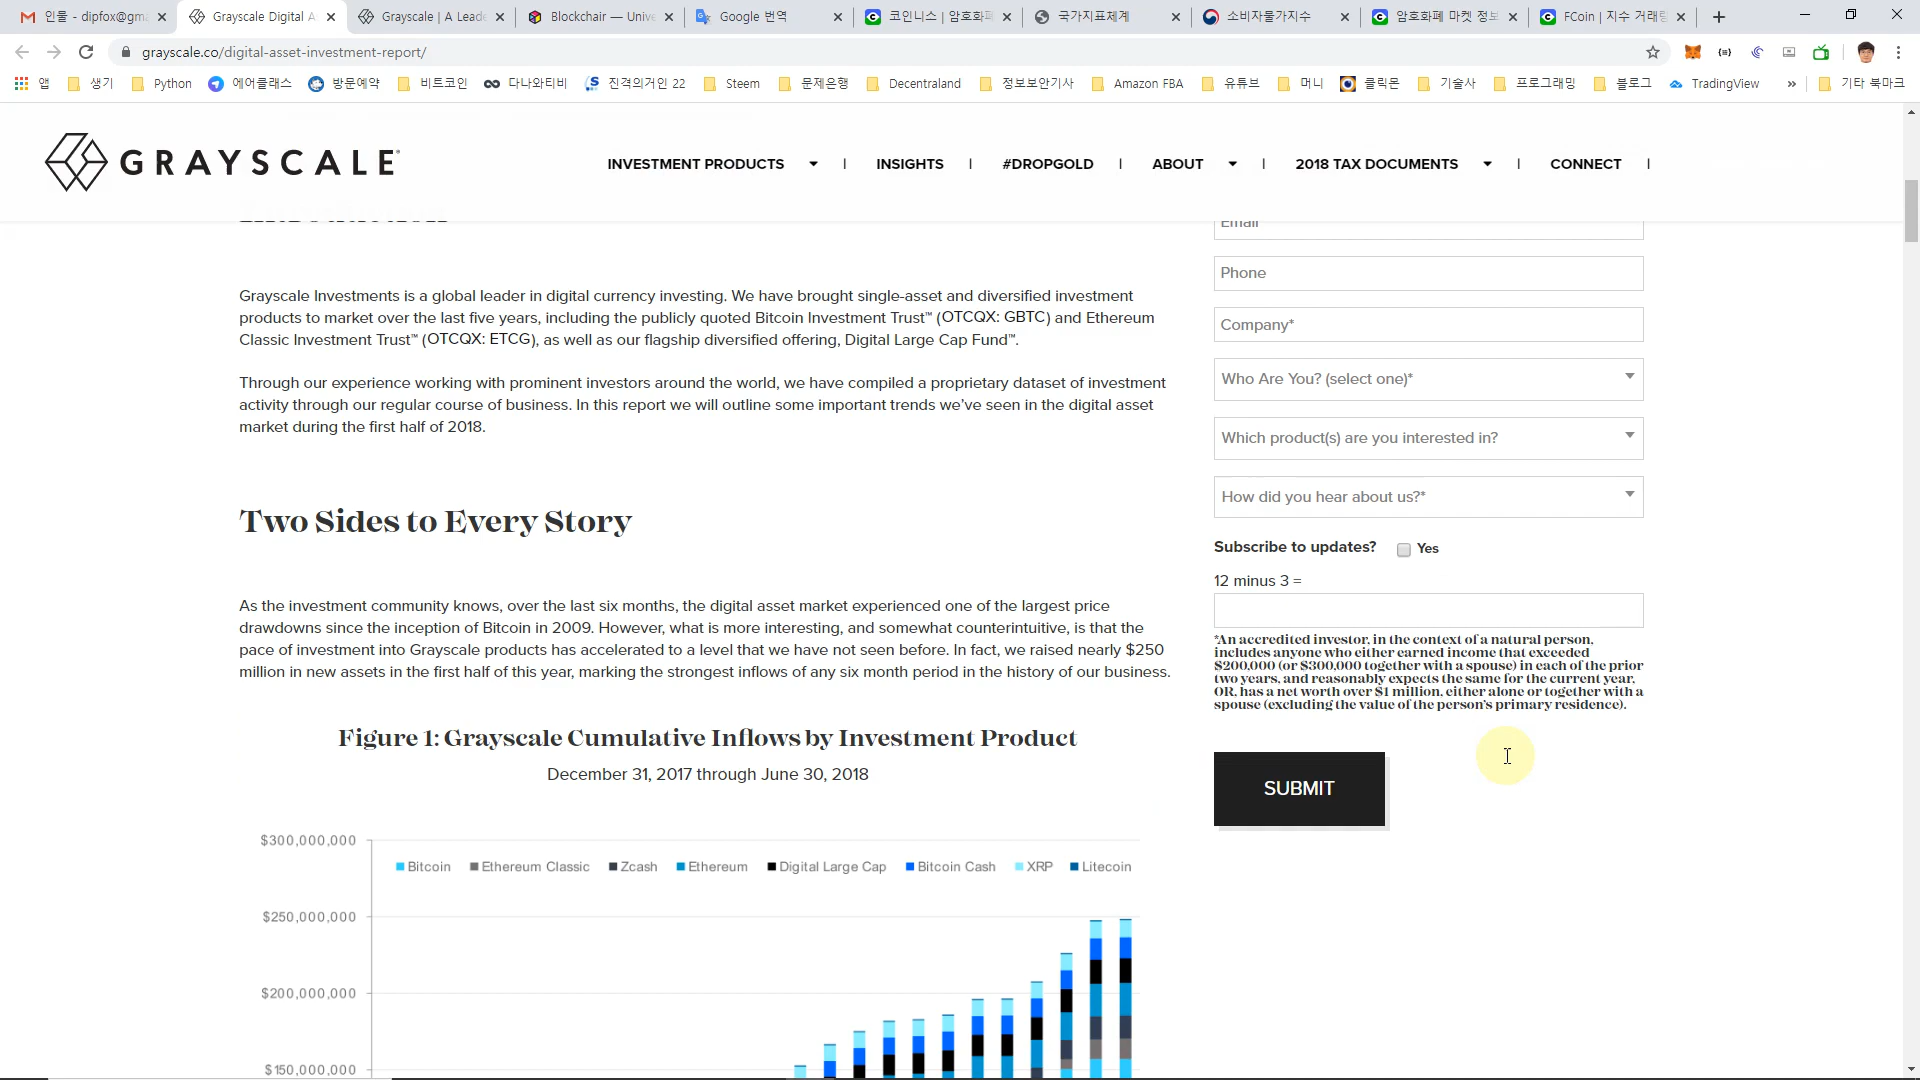 인물 - dipfox@gm
Grayscale Digital A
Grayscale | A Leade
Blockchair — Unive
Google 번역
코인니스 | 암호화폐
국가지표체계
소비자물가지수
암호화폐 마켓 정보
FCoin | 지수 거래량
grayscale.co/digital-asset-investment-report/
앱
생기
Python
에어클래스
방문예약
비트코인
다나와티비
진격의거인 22
Steem
문제은행
Decentraland
정보보안기사
Amazon FBA
유튜브
머니
클릭몬
기술사
프로그래밍
블로그
TradingView
»
기타 북마크
GRAYSCALE®
INVESTMENT PRODUCTS
INSIGHTS
#DROPGOLD
ABOUT
2018 TAX DOCUMENTS
CONNECT
Grayscale Investments is a global leader in digital currency investing. We have brought single-asset and diversified investment
products to market over the last five years, including the publicly quoted Bitcoin Investment Trust™ (OTCQX: GBTC) and Ethereum
Classic Investment Trust™ (OTCQX: ETCG), as well as our flagship diversified offering, Digital Large Cap Fund™.
Through our experience working with prominent investors around the world, we have compiled a proprietary dataset of investment
activity through our regular course of business. In this report we will outline some important trends we've seen in the digital asset
market during the first half of 2018.
Two Sides to Every Story
As the investment community knows, over the last six months, the digital asset market experienced one of the largest price
drawdowns since the inception of Bitcoin in 2009. However, what is more interesting, and somewhat counterintuitive, is that the
pace of investment into Grayscale products has accelerated to a level that we have not seen before. In fact, we raised nearly $250
million in new assets in the first half of this year, marking the strongest inflows of any six month period in the history of our business.
Figure 1: Grayscale Cumulative Inflows by Investment Product
December 31, 2017 through June 30, 2018
$300,000,000
Bitcoin
Ethereum Classic
Zcash
Ethereum
Digital Large Cap
Bitcoin Cash
XRP
Litecoin
$250,000,000
$200,000,000
$150,000,000
Email
Phone
Company*
Who Are You? (select one)*
Which product(s) are you interested in?
How did you hear about us?*
Subscribe to updates?
Yes
12 minus 3 =
*An accredited investor, in the context of a natural person,
includes anyone who either earned income that exceeded
$200,000 (or $300,000 together with a spouse) in each of the prior
two years, and reasonably expects the same for the current year,
OR, has a net worth over $1 million, either alone or together with a
spouse (excluding the value of the person's primary residence).
SUBMIT